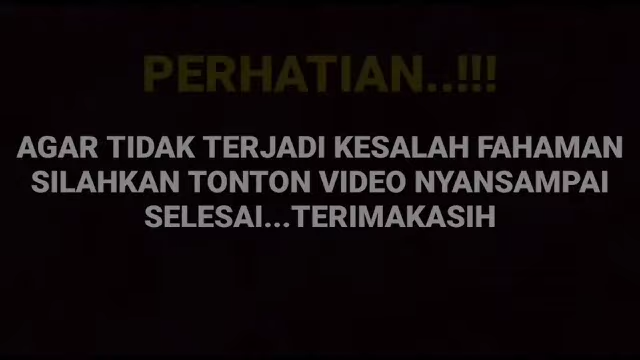 PERHATIAN..!!!
AGAR TIDAK TERJADI KESALAH FAHAMAN
SILAHKAN TONTON VIDEO NYANSAMPAI
SELESAI...TERIMAKASIH